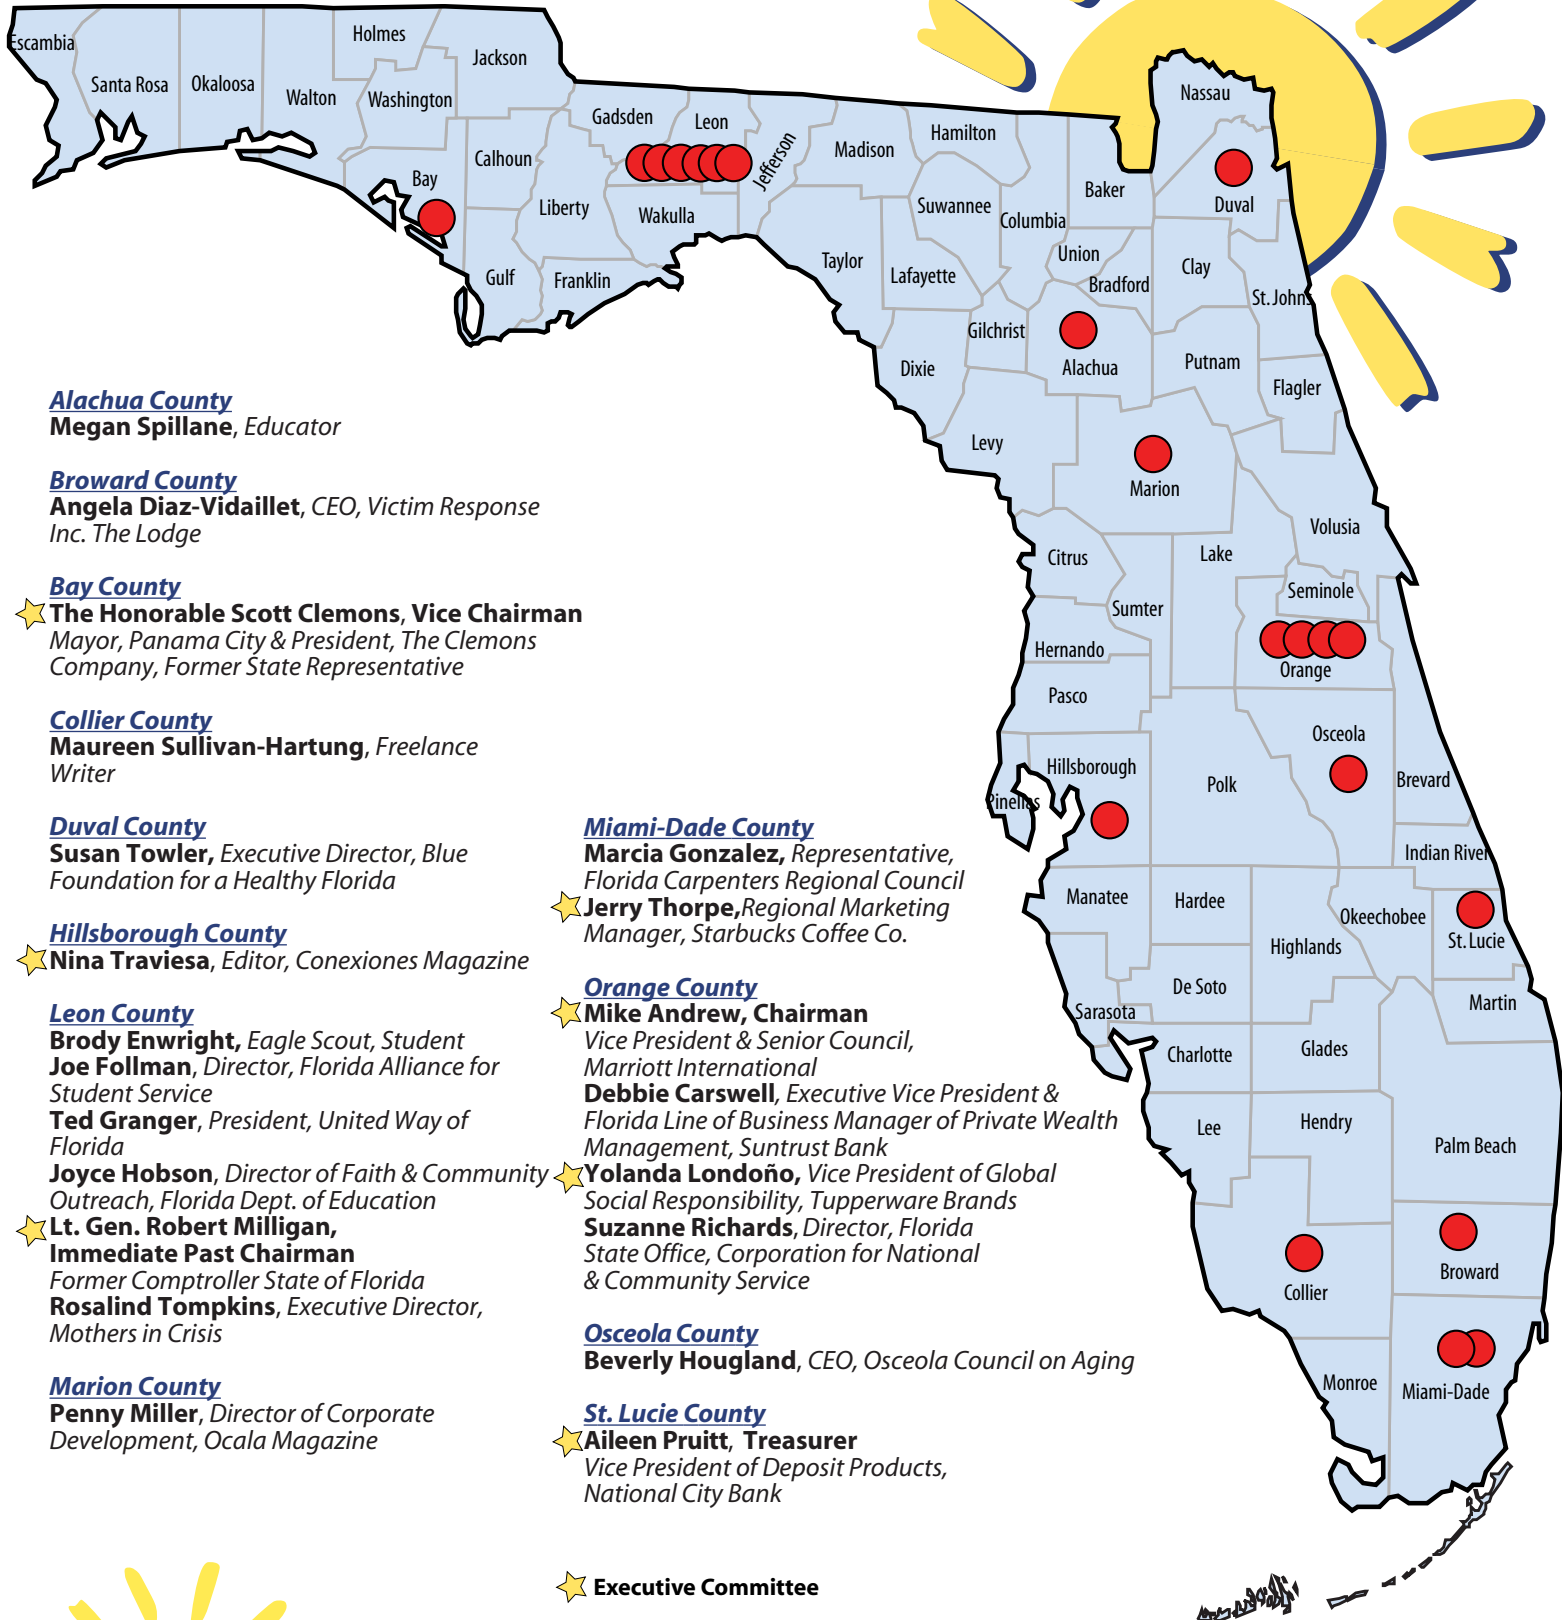 Escambia
Santa Rosa
Okaloosa
Walton
Holmes
Washington
Jackson
Bay
Calhoun
Gulf
Liberty
Franklin
Gadsden
Leon
Wakulla
Jefferson
Madison
Taylor
Hamilton
Suwannee
Lafayette
Columbia
Baker
Nassau
Duval
Union
Bradford
Clay
St. Johns
Gilchrist
Alachua
Dixie
Putnam
Flagler
Levy
Marion
Volusia
Citrus
Lake
Sumter
Seminole
Hernando
Orange
Pasco
Osceola
Hillsborough
Pinellas
Polk
Brevard
Indian River
Manatee
Hardee
Okeechobee
Highlands
St. Lucie
De Soto
Sarasota
Martin
Charlotte
Glades
Lee
Hendry
Palm Beach
Collier
Broward
Monroe
Miami-Dade
Alachua County
Megan Spillane, Educator
Broward County
Angela Diaz-Vidaillet, CEO, Victim Response
Inc. The Lodge
Bay County
The Honorable Scott Clemons, Vice Chairman
Mayor, Panama City & President, The Clemons
Company, Former State Representative
Collier County
Maureen Sullivan-Hartung, Freelance
Writer
Duval County
Susan Towler, Executive Director, Blue
Foundation for a Healthy Florida
Hillsborough County
Nina Traviesa, Editor, Conexiones Magazine
Leon County
Brody Enwright, Eagle Scout, Student
Joe Follman, Director, Florida Alliance for
Student Service
Ted Granger, President, United Way of
Florida
Joyce Hobson, Director of Faith & Community
Outreach, Florida Dept. of Education
Lt. Gen. Robert Milligan,
Immediate Past Chairman
Former Comptroller State of Florida
Rosalind Tompkins, Executive Director,
Mothers in Crisis
Marion County
Penny Miller, Director of Corporate
Development, Ocala Magazine
Miami-Dade County
Marcia Gonzalez, Representative,
Florida Carpenters Regional Council
Jerry Thorpe,Regional Marketing
Manager, Starbucks Coffee Co.
Orange County
Mike Andrew, Chairman
Vice President & Senior Council,
Marriott International
Debbie Carswell, Executive Vice President &
Florida Line of Business Manager of Private Wealth
Management, Suntrust Bank
Yolanda Londoño, Vice President of Global
Social Responsibility, Tupperware Brands
Suzanne Richards, Director, Florida
State Office, Corporation for National
& Community Service
Osceola County
Beverly Hougland, CEO, Osceola Council on Aging
St. Lucie County
Aileen Pruitt, Treasurer
Vice President of Deposit Products,
National City Bank
Executive Committee